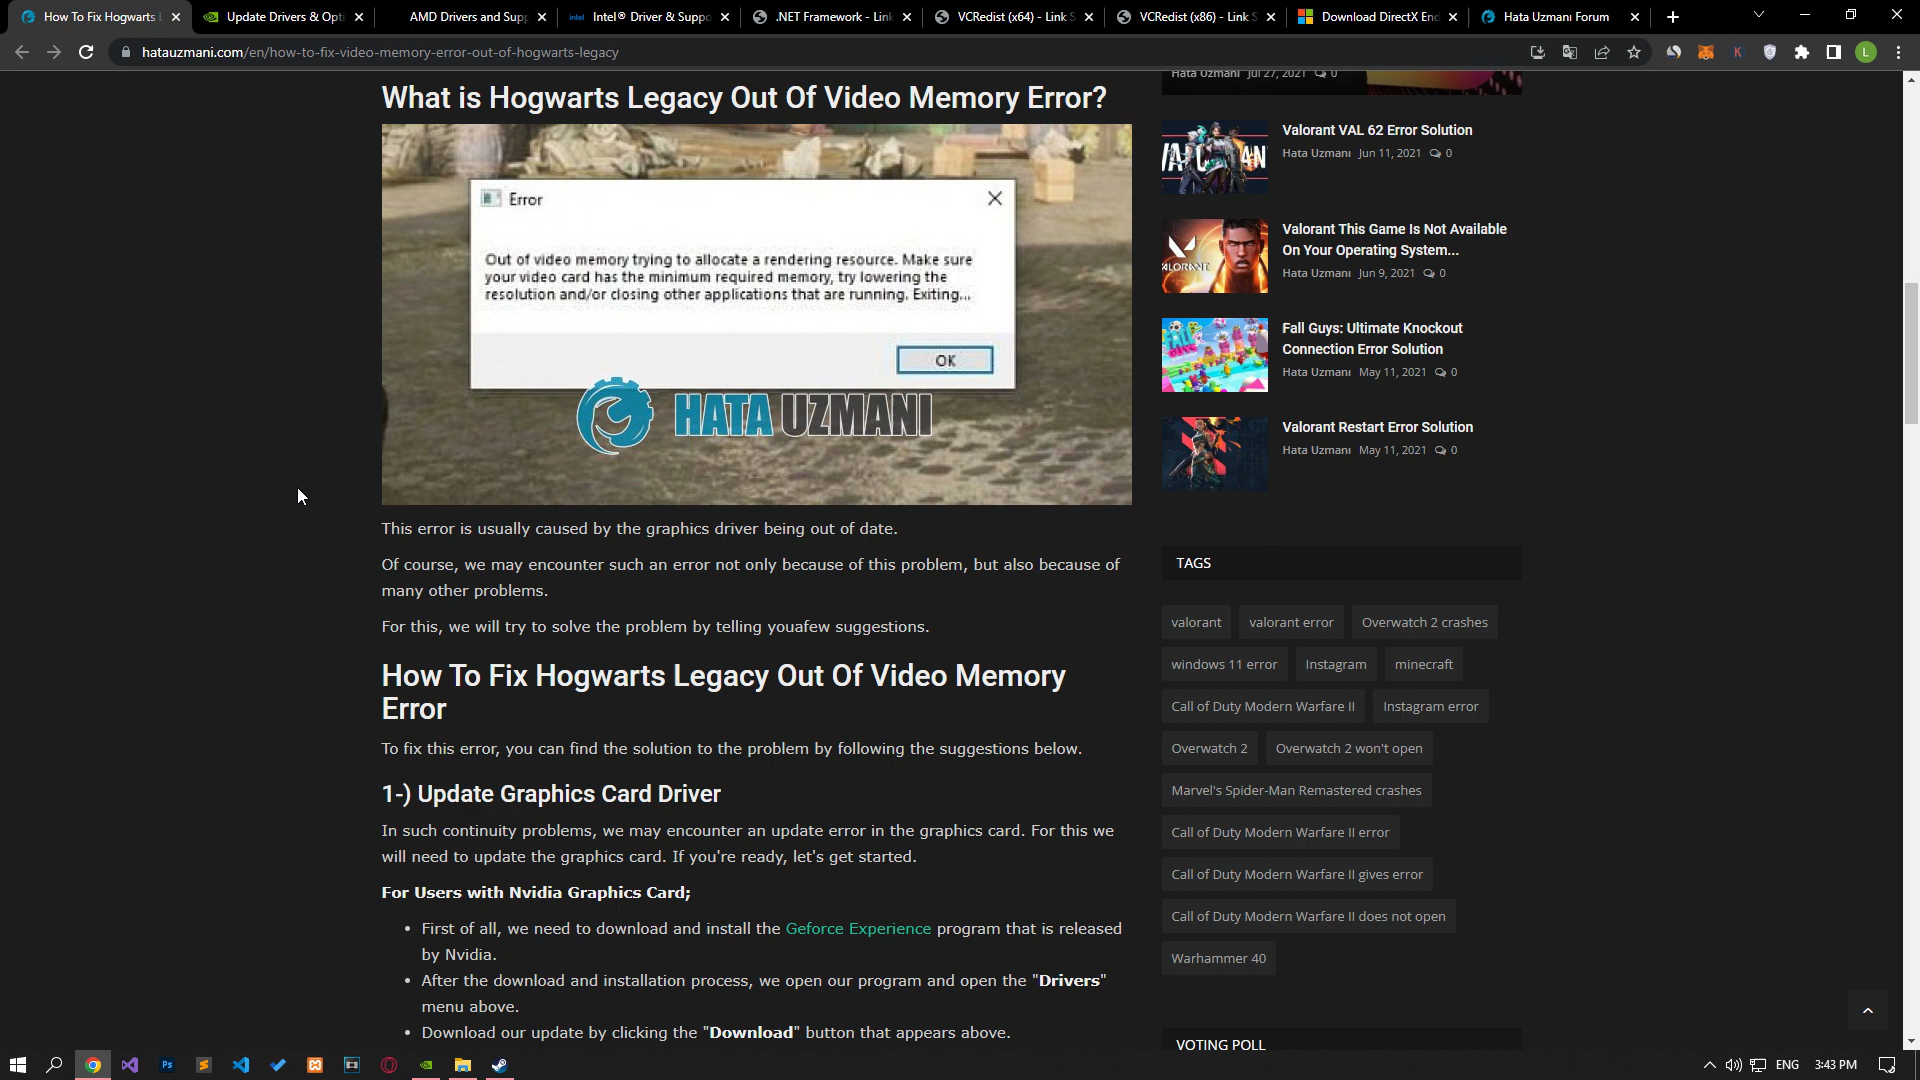 How To Fix Hogwarts L
Update Drivers & Opti
AMD Drivers and Supp
intel Intel® Driver & Suppo
.NET Framework - Link
VCRedist (x64) - Link S
VCRedist (x86) - Link S
Download DirectX End
Hata Uzmanı Forum
hatauzmani.com/en/how-to-fix-video-memory-error-out-of-hogwarts-legacy
K
L
What is Hogwarts Legacy Out Of Video Memory Error?
Error
Out of video memory trying to allocate a rendering resource. Make sure
your video card has the minimum required memory, try lowering the
resolution and/or closing other applications that are running. Exiting...
OK
HATA UZMANI
This error is usually caused by the graphics driver being out of date.
Of course, we may encounter such an error not only because of this problem, but also because of
many other problems.
For this, we will try to solve the problem by telling youafew suggestions.
How To Fix Hogwarts Legacy Out Of Video Memory
Error
To fix this error, you can find the solution to the problem by following the suggestions below.
1-) Update Graphics Card Driver
In such continuity problems, we may encounter an update error in the graphics card. For this we
will need to update the graphics card. If you're ready, let's get started.
For Users with Nvidia Graphics Card;
• First of all, we need to download and install the Geforce Experience program that is released
by Nvidia.
• After the download and installation process, we open our program and open the "Drivers"
menu above.
• Download our update by clicking the "Download" button that appears above.
Hata Uzmanı Jul 27, 2021 0
Valorant VAL 62 Error Solution
Hata Uzmanı Jun 11, 2021 0
Valorant This Game Is Not Available
On Your Operating System...
Hata Uzmanı Jun 9, 2021 0
Fall Guys: Ultimate Knockout
Connection Error Solution
Hata Uzmanı May 11, 2021 0
Valorant Restart Error Solution
Hata Uzmanı May 11, 2021 0
TAGS
valorant
valorant error
Overwatch 2 crashes
windows 11 error
Instagram
minecraft
Call of Duty Modern Warfare II
Instagram error
Overwatch 2
Overwatch 2 won't open
Marvel's Spider-Man Remastered crashes
Call of Duty Modern Warfare II error
Call of Duty Modern Warfare II gives error
Call of Duty Modern Warfare II does not open
Warhammer 40
VOTING POLL
Ps
ENG
3:43 PM